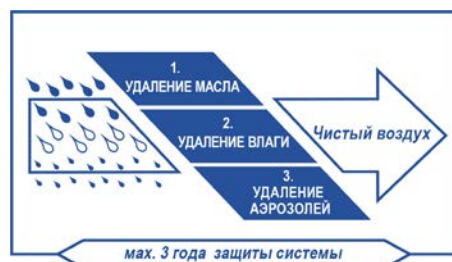 1.
УДАЛЕНИЕ МАСЛА
2.
УДАЛЕНИЕ ВЛАГИ
3.
УДАЛЕНИЕ
АЭРОЗОЛЕЙ
Чистый воздух
мах. 3 года защиты системы